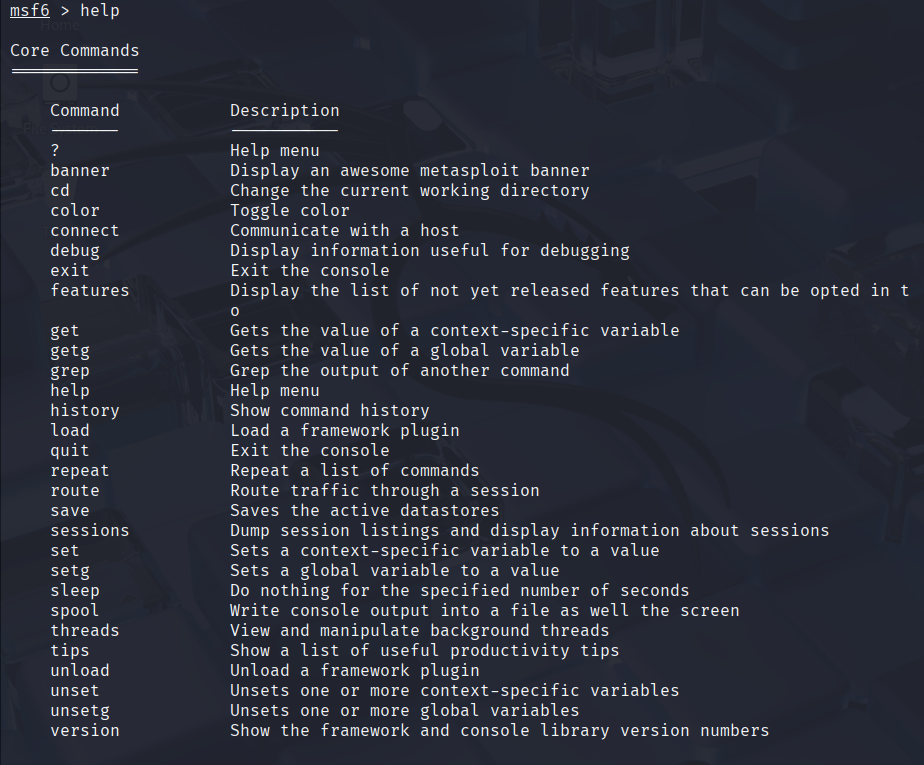 msf6 > help
Core Commands
=============
Command Description
------- -----------
? Help menu
banner Display an awesome metasploit banner
cd Change the current working directory
color Toggle color
connect Communicate with a host
debug Display information useful for debugging
exit Exit the console
features Display the list of not yet released features that can be opted in t
o
get Gets the value of a context-specific variable
getg Gets the value of a global variable
grep Grep the output of another command
help Help menu
history Show command history
load Load a framework plugin
quit Exit the console
repeat Repeat a list of commands
route Route traffic through a session
save Saves the active datastores
sessions Dump session listings and display information about sessions
set Sets a context-specific variable to a value
setg Sets a global variable to a value
sleep Do nothing for the specified number of seconds
spool Write console output into a file as well the screen
threads View and manipulate background threads
tips Show a list of useful productivity tips
unload Unload a framework plugin
unset Unsets one or more context-specific variables
unsetg Unsets one or more global variables
version Show the framework and console library version numbers